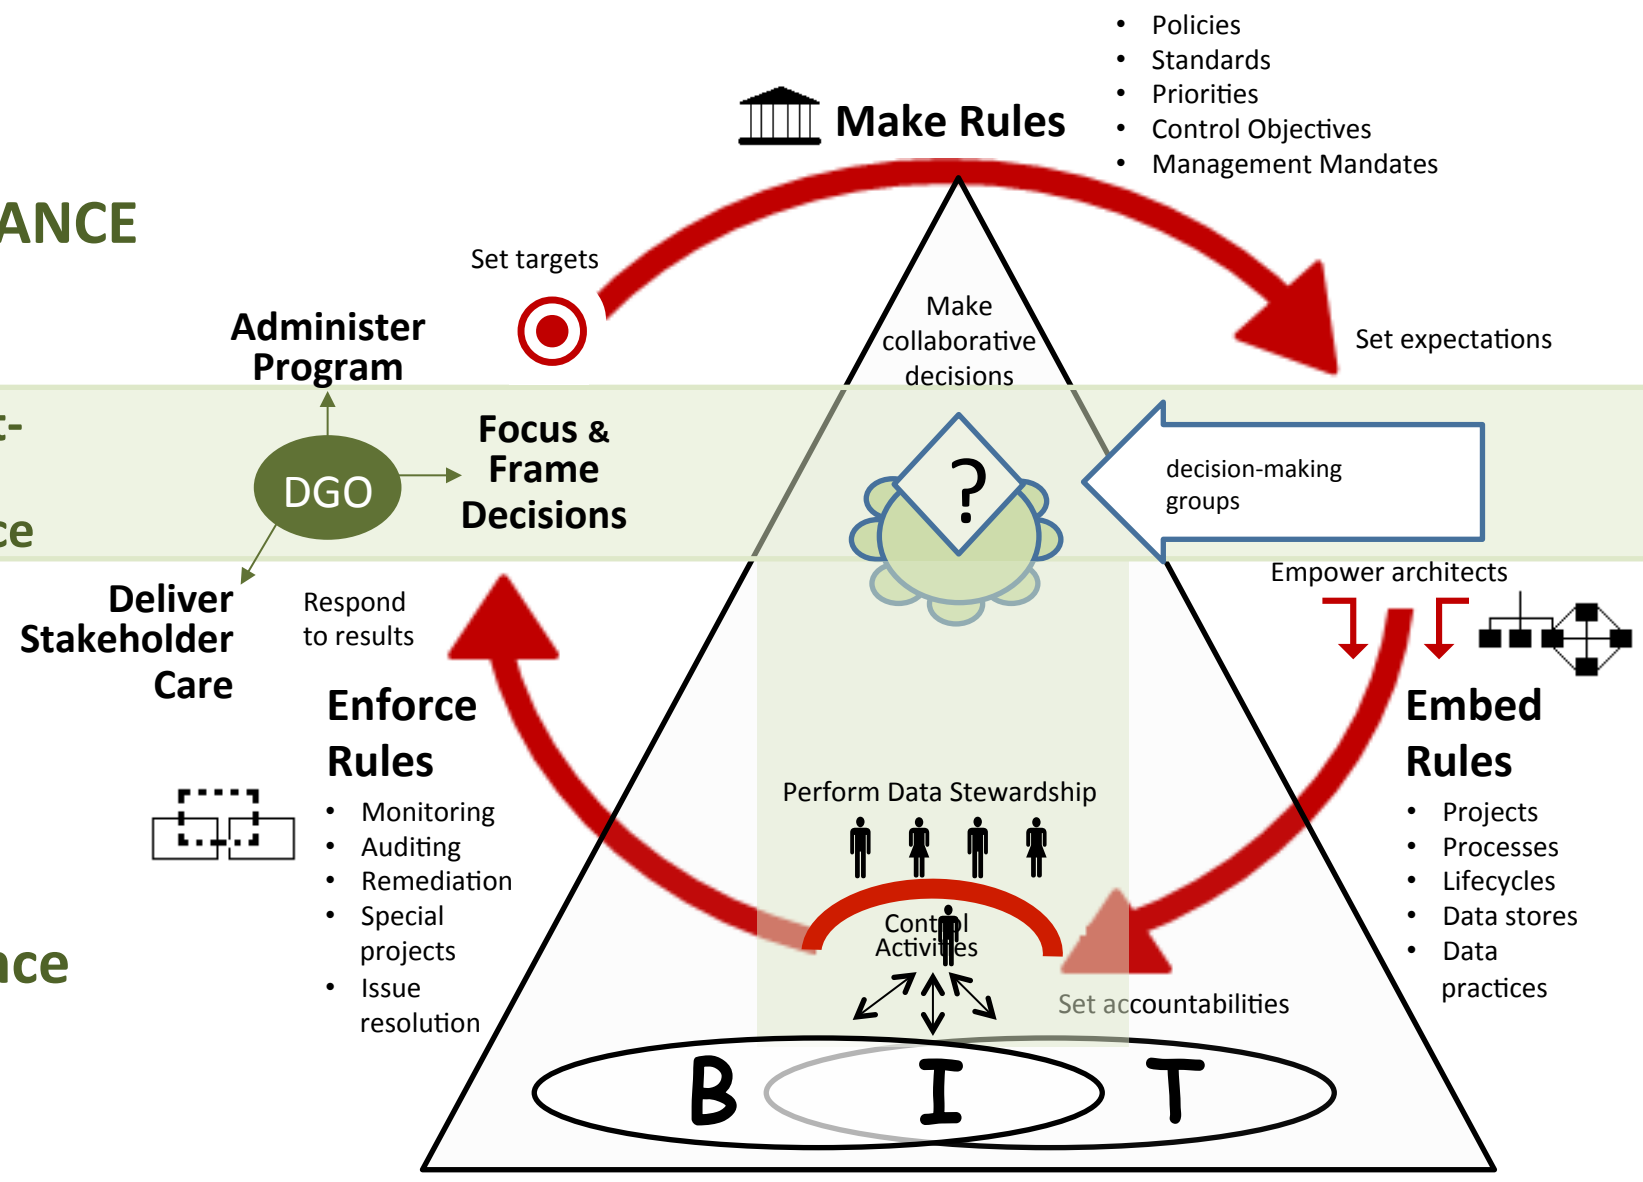 • Policies
• Standards
• Priorities
• Control Objectives
• Management Mandates
Make Rules
ANCE
Set targets
Administer
Program
Make
collaborative
decisions
Set expectations
t-
ce
DGO
Focus &
Frame
Decisions
?
decision-making
groups
Deliver
Stakeholder
Care
Respond
to results
Empower architects
Enforce
Rules
• Monitoring
• Auditing
• Remediation
• Special
projects
• Issue
resolution
Embed
Rules
• Projects
• Processes
• Lifecycles
• Data stores
• Data
practices
Perform Data Stewardship
Control
Activities
nce
Set accountabilities
B I T